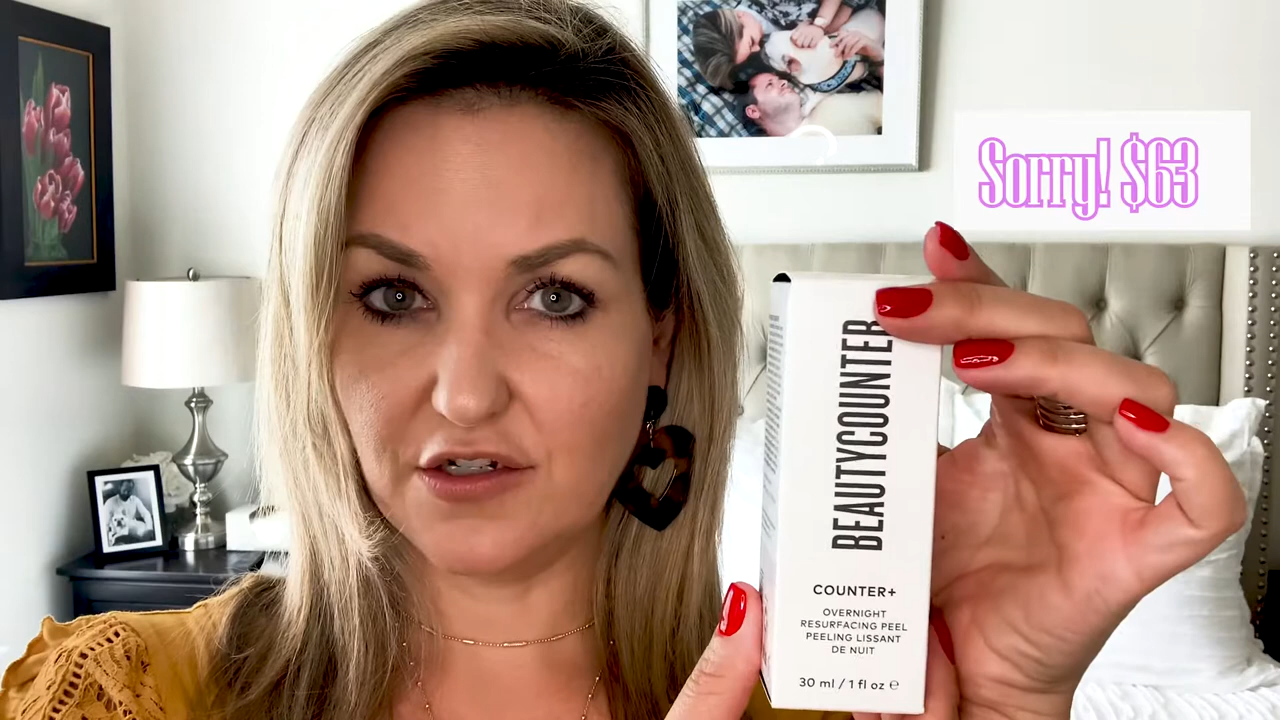 Sorry! $63
BEAUTYCOUNTER
COUNTER+
OVERNIGHT
RESURFACING PEEL
PEELING LISSANT
DE NUIT
30 ml / 1 fl oz e